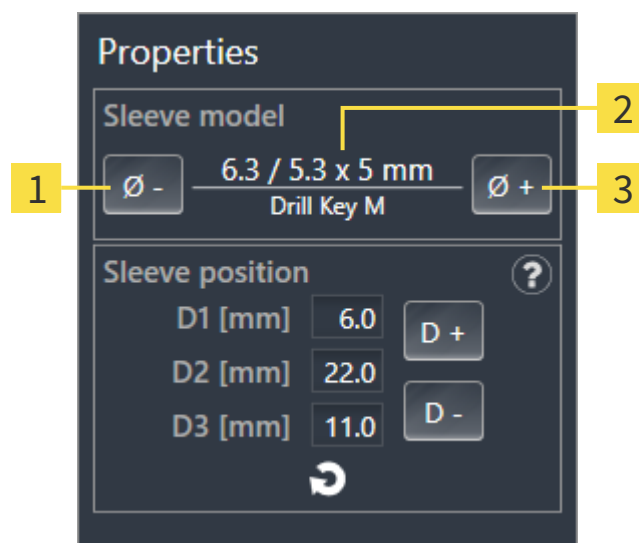 Properties
Sleeve model
2
1
Ø -
6.3 / 5.3 x 5 mm
Drill Key M
Ø +
3
Sleeve position
?
D1 [mm]
6.0
D +
D2 [mm]
22.0
D3 [mm]
11.0
D -